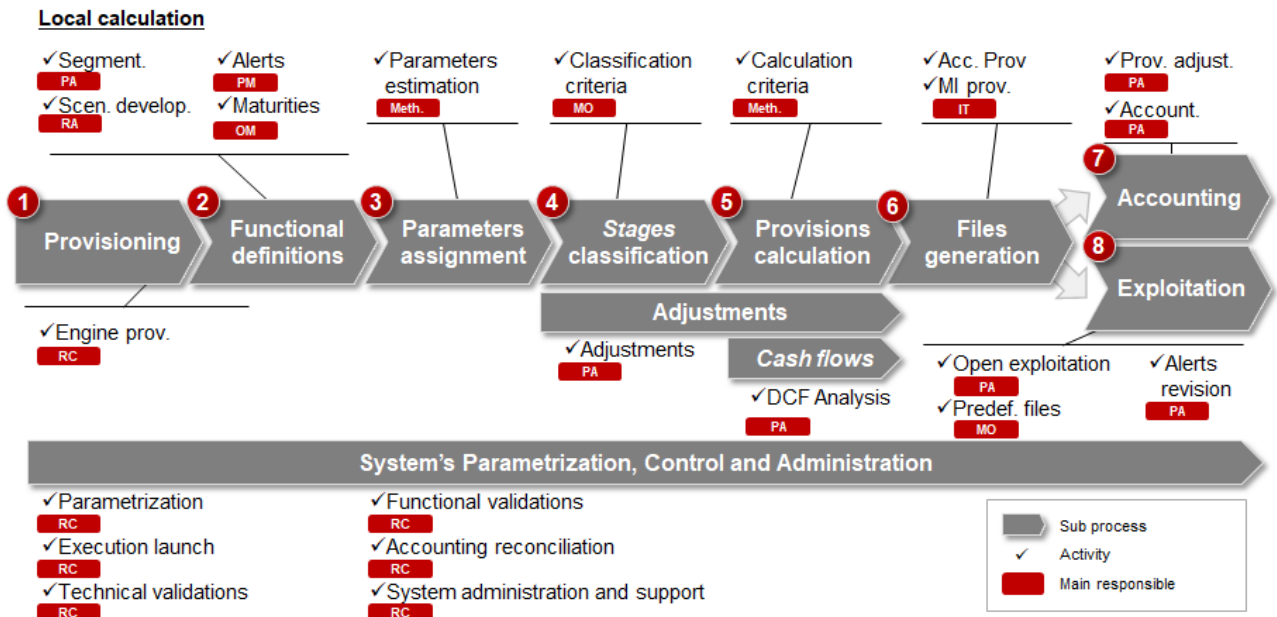 Local calculation
✓Segment.
PA
✓Scen. develop.
RA
✓Alerts
PM
✓Maturities
OM
✓Parameters
estimation
Meth.
✓Classification
criteria
MO
✓Calculation
criteria
Meth.
✓Acc. Prov
✓MI prov.
IT
✓Prov. adjust.
PA
✓Account.
PA
1
Provisioning
2
Functional
definitions
3
Parameters
assignment
4
Stages
classification
5
Provisions
calculation
6
Files
generation
7
Accounting
8
Exploitation
✓Engine prov.
RC
Adjustments
✓Adjustments
PA
Cash flows
✓DCF Analysis
PA
✓Open exploitation
PA
✓Predef. files
MO
✓Alerts
revision
PA
System's Parametrization, Control and Administration
✓Parametrization
RC
✓Execution launch
RC
✓Technical validations
RC
✓Functional validations
RC
✓Accounting reconciliation
RC
✓System administration and support
RC
Sub process
✓ Activity
Main responsible